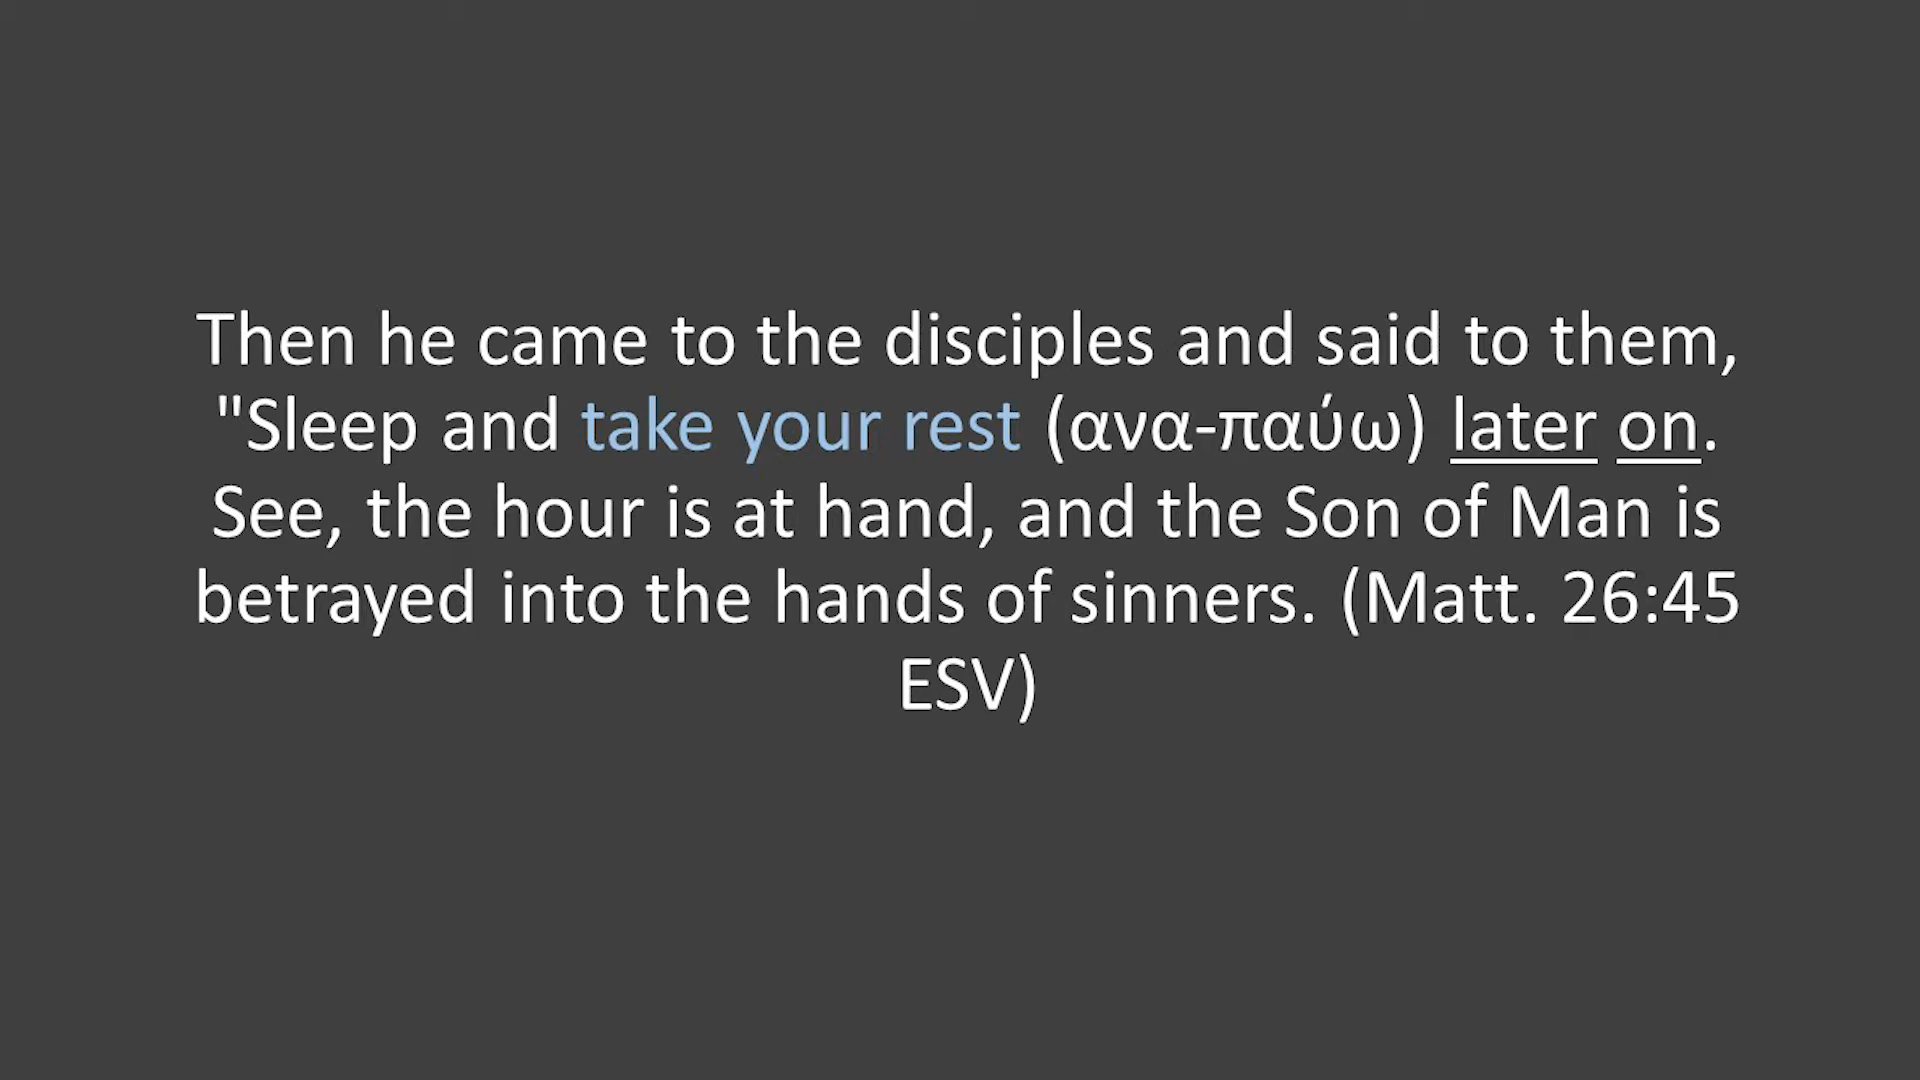 Then he came to the disciples and said to them,
"Sleep and take your rest (ανα-παύω) later on.
See, the hour is at hand, and the Son of Man is
betrayed into the hands of sinners. (Matt. 26:45
ESV)